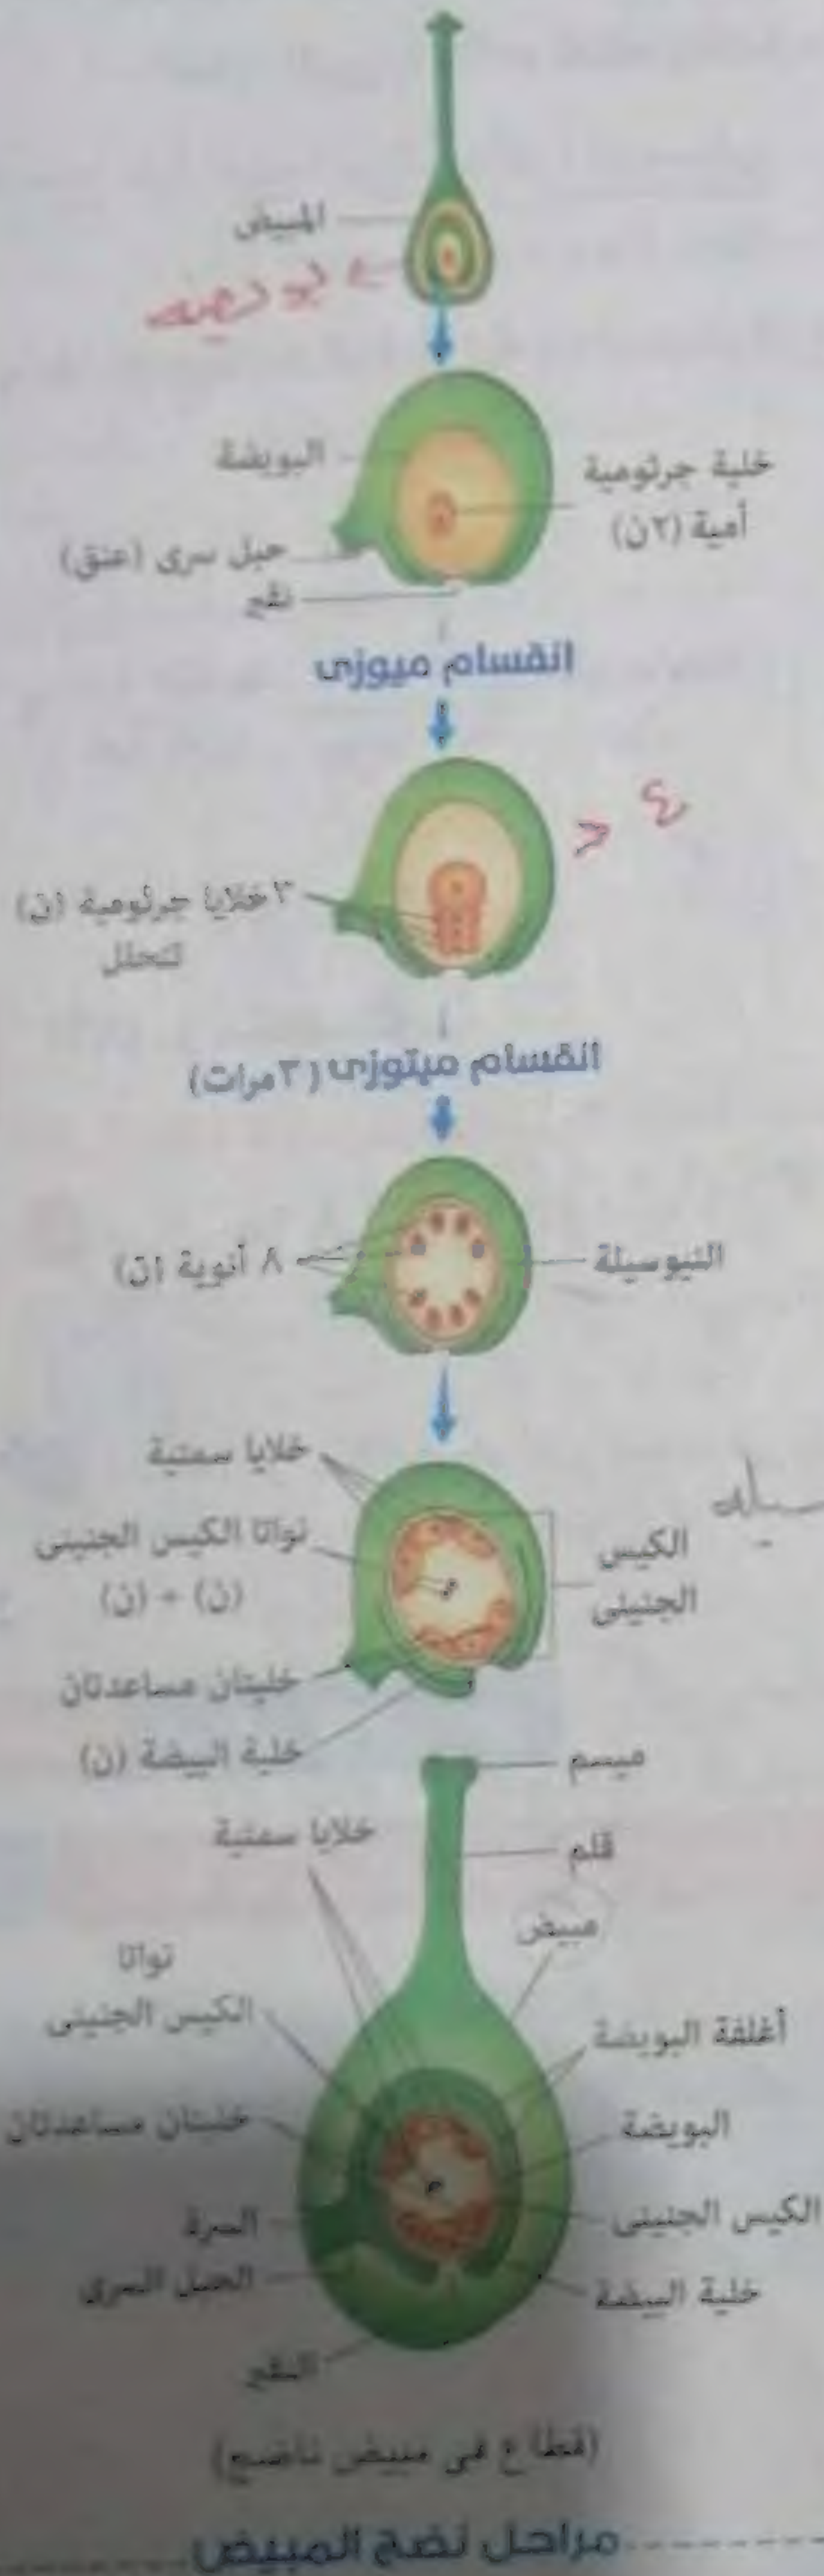 المبيض
البويضة
خلية جرثومية
أمية (٢ن)
حبل سرى (عنق)
نقير
انقسام ميوزى
٤
٣ خلايا جرثومية (ن)
تتحلل
انقسام ميتوزى (٣ مرات)
٨ أنوية (ن)
النيوسيلة
خلايا سمتية
نواتا الكيس الجنينى
(ن) + (ن)
الكيس
الجنينى
خليتان مساعدتان
خلية البيضة (ن)
ميسم
خلايا سمتية
قلم
مبيض
نواتا
الكيس الجنينى
أغلفة البويضة
خليتان مساعدتان
البويضة
السرة
الكيس الجنينى
الحبل السرى
خلية البيضة
النقير
(قطاع فى مبيض ناضج)
مراحل نضج المبيض